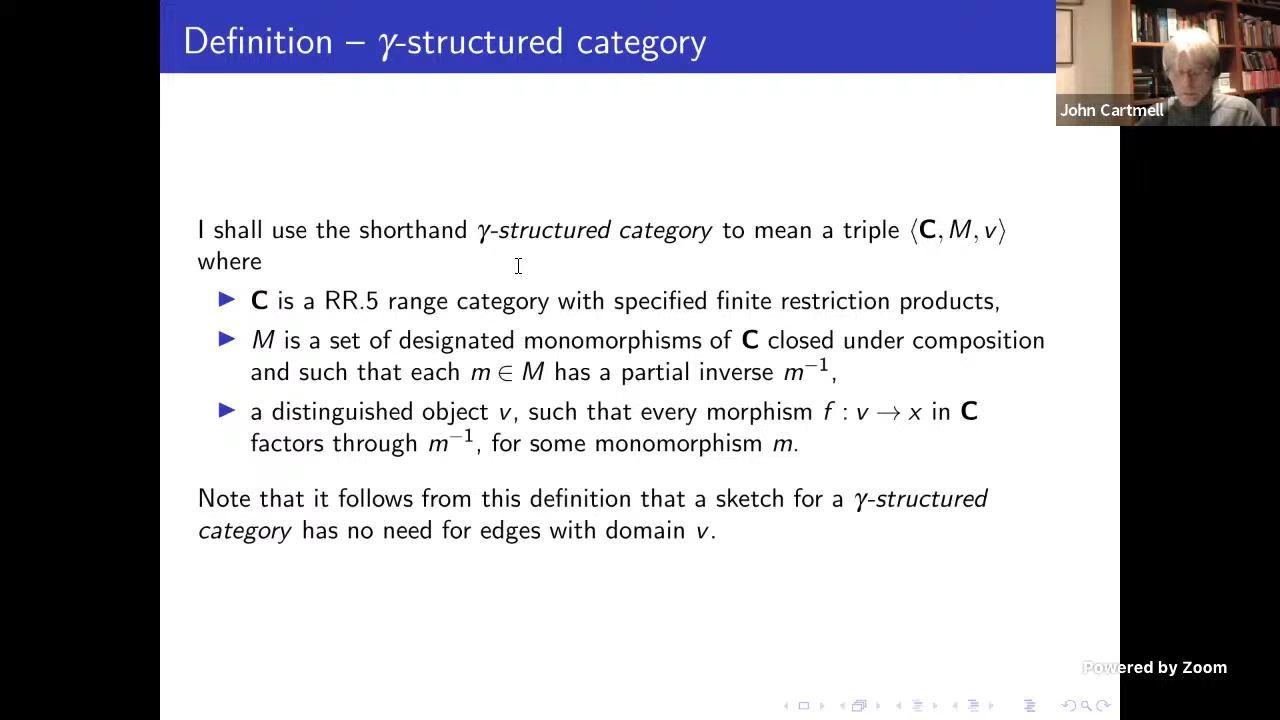 Definition – γ-structured category
John Cartmell
I shall use the shorthand γ-structured category to mean a triple ⟨C, M, v⟩
where
▶ C is a RR.5 range category with specified finite restriction products,
▶ M is a set of designated monomorphisms of C closed under composition
and such that each m ∈ M has a partial inverse m⁻¹,
▶ a distinguished object v, such that every morphism f : v → x in C
factors through m⁻¹, for some monomorphism m.
Note that it follows from this definition that a sketch for a γ-structured
category has no need for edges with domain v.
Powered by Zoom